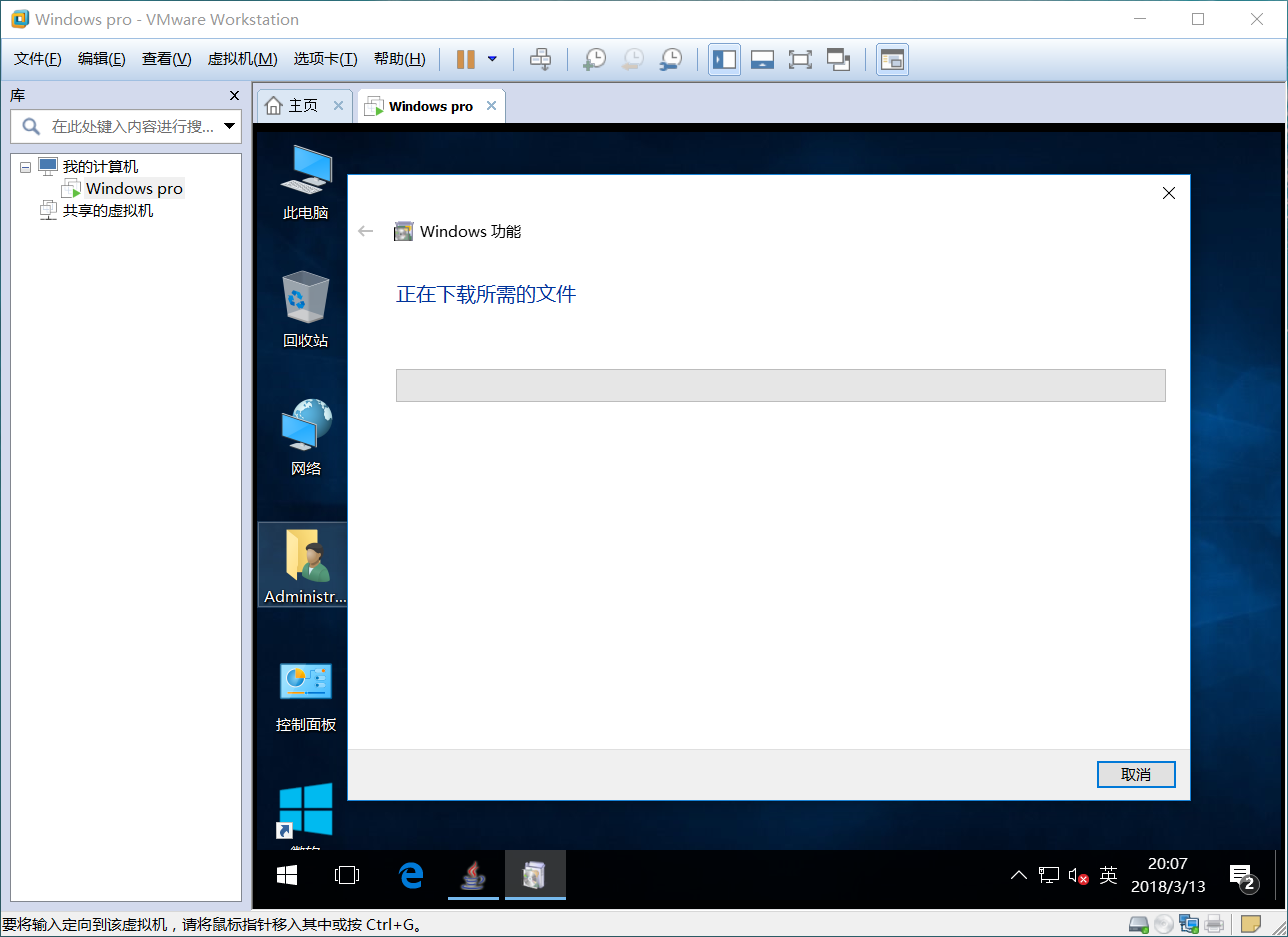 Windows pro - VMware Workstation
文件(F) 编辑(E) 查看(V) 虚拟机(M) 选项卡(T) 帮助(H)
库
在此处键入内容进行搜...
我的计算机
Windows pro
共享的虚拟机
主页
Windows pro
此电脑
回收站
网络
Administr...
控制面板
Windows 功能
正在下载所需的文件
取消
英
20:07
2018/3/13
2
要将输入定向到该虚拟机，请将鼠标指针移入其中或按 Ctrl+G。